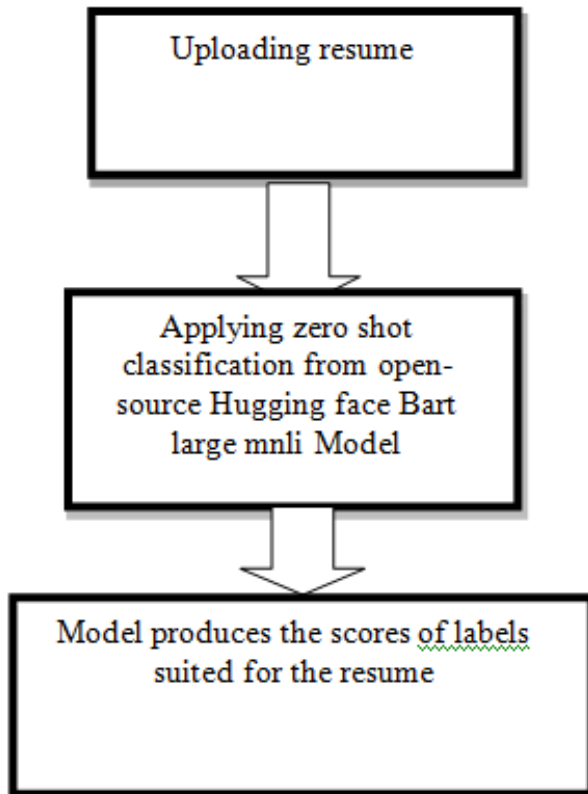 Uploading resume
Applying zero shot
classification from open-
source Hugging face Bart
large mnli Model
Model produces the scores of labels
suited for the resume